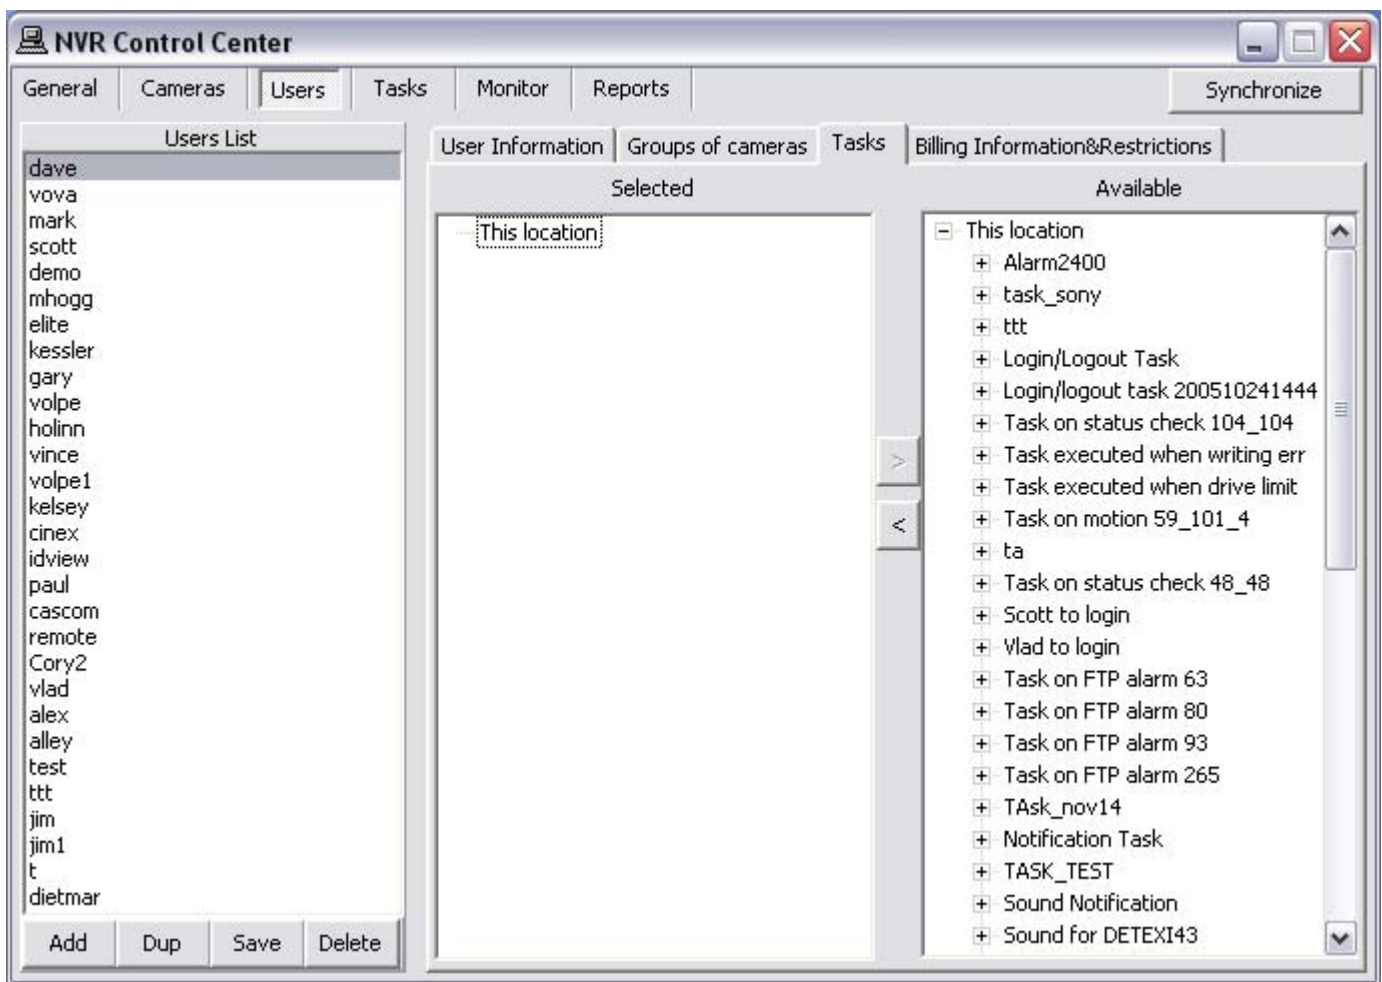 NVR Control Center
General Cameras Users Tasks Monitor Reports Synchronize
Users List
dave
vova
mark
scott
demo
mhogg
elite
kessler
gary
volpe
holinn
vince
volpe1
kelsey
cinex
idview
paul
cascom
remote
Cory2
vlad
alex
alley
test
ttt
jim
jim1
t
dietmar
Add Dup Save Delete
User Information Groups of cameras Tasks Billing Information&Restrictions
Selected
This location
>
<
Available
This location
Alarm2400
task_sony
ttt
Login/Logout Task
Login/logout task 200510241444
Task on status check 104_104
Task executed when writing err
Task executed when drive limit
Task on motion 59_101_4
ta
Task on status check 48_48
Scott to login
Vlad to login
Task on FTP alarm 63
Task on FTP alarm 80
Task on FTP alarm 93
Task on FTP alarm 265
TAsk_nov14
Notification Task
TASK_TEST
Sound Notification
Sound for DETEXI43